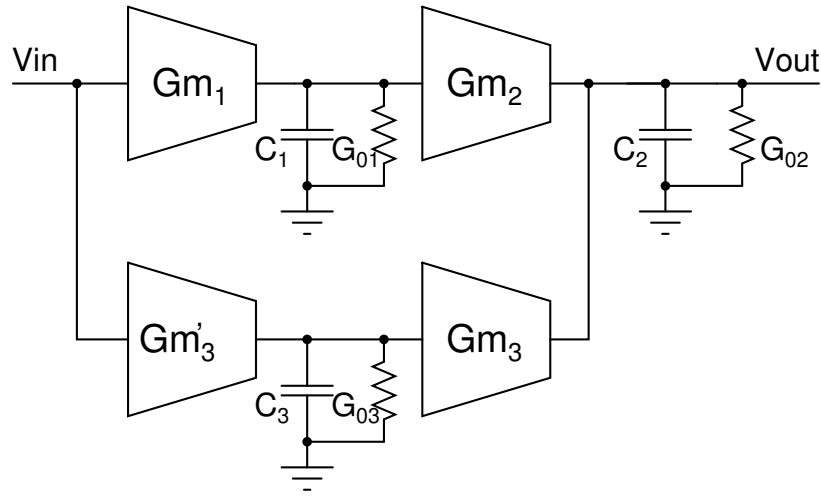 Vin
Gm₁
Gm₂
Vout
C₁
G₀₁
C₂
G₀₂
Gm'₃
Gm₃
C₃
G₀₃